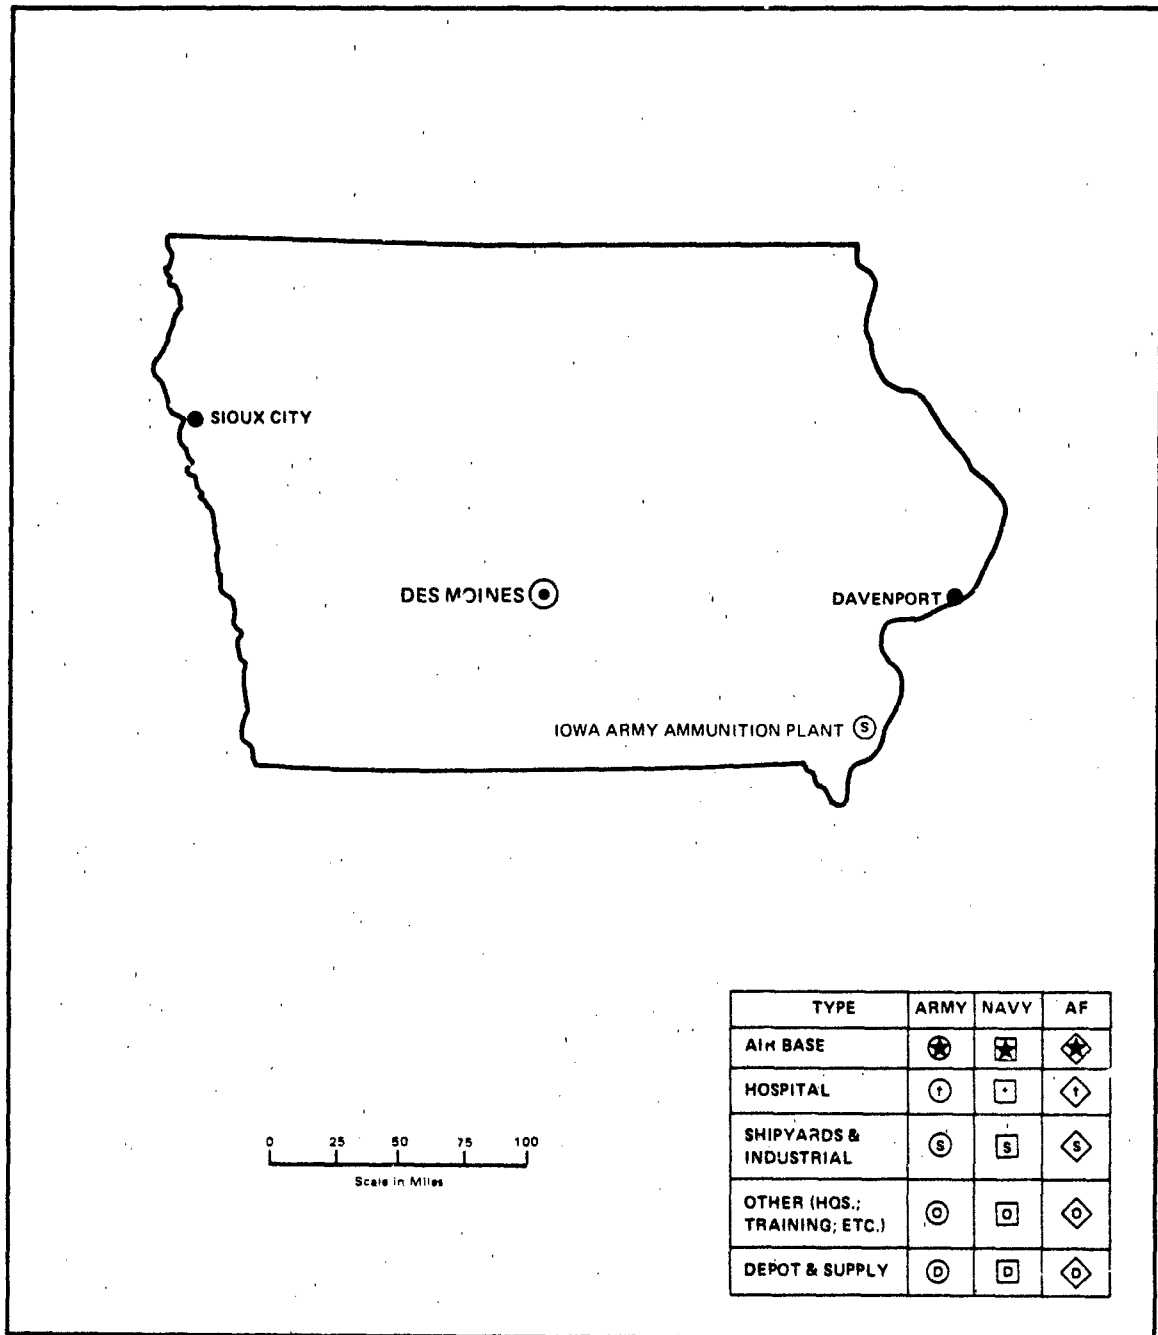 SIOUX CITY
DES MOINES
DAVENPORT
IOWA ARMY AMMUNITION PLANT S
TYPE ARMY NAVY AF
AIR BASE
HOSPITAL
SHIPYARDS &
INDUSTRIAL S S S
OTHER (HQS.;
TRAINING; ETC.) O O O
DEPOT & SUPPLY D D D
0 25 50 75 100
Scale in Miles